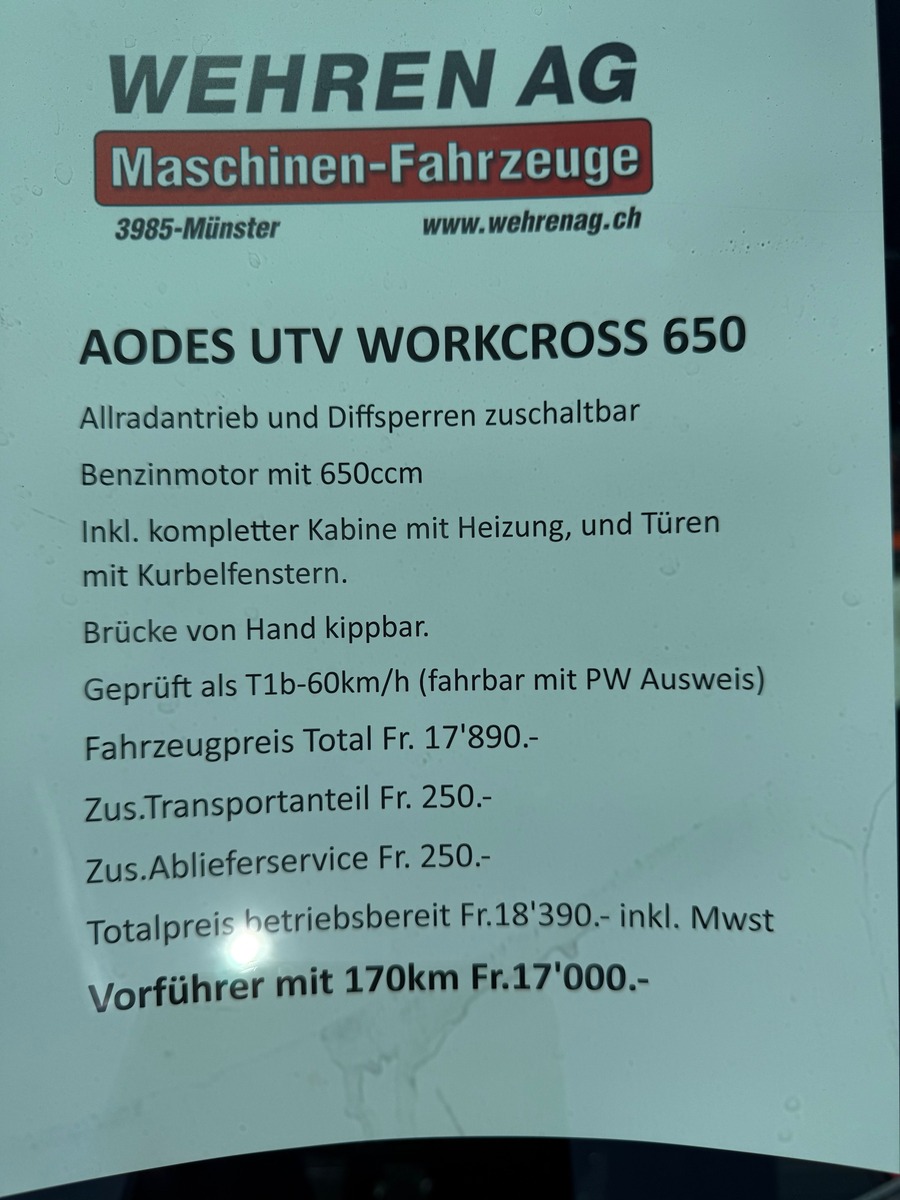 WEHREN AG
Maschinen-Fahrzeuge
3985-Münster www.wehrenag.ch
AODES UTV WORKCROSS 650
Allradantrieb und Diffsperren zuschaltbar
Benzinmotor mit 650ccm
Inkl. kompletter Kabine mit Heizung, und Türen
mit Kurbelfenstern.
Brücke von Hand kippbar.
Geprüft als T1b-60km/h (fahrbar mit PW Ausweis)
Fahrzeugpreis Total Fr. 17'890.-
Zus.Transportanteil Fr. 250.-
Zus.Ablieferservice Fr. 250.-
Totalpreis betriebsbereit Fr.18'390.- inkl. Mwst
Vorführer mit 170km Fr.17'000.-